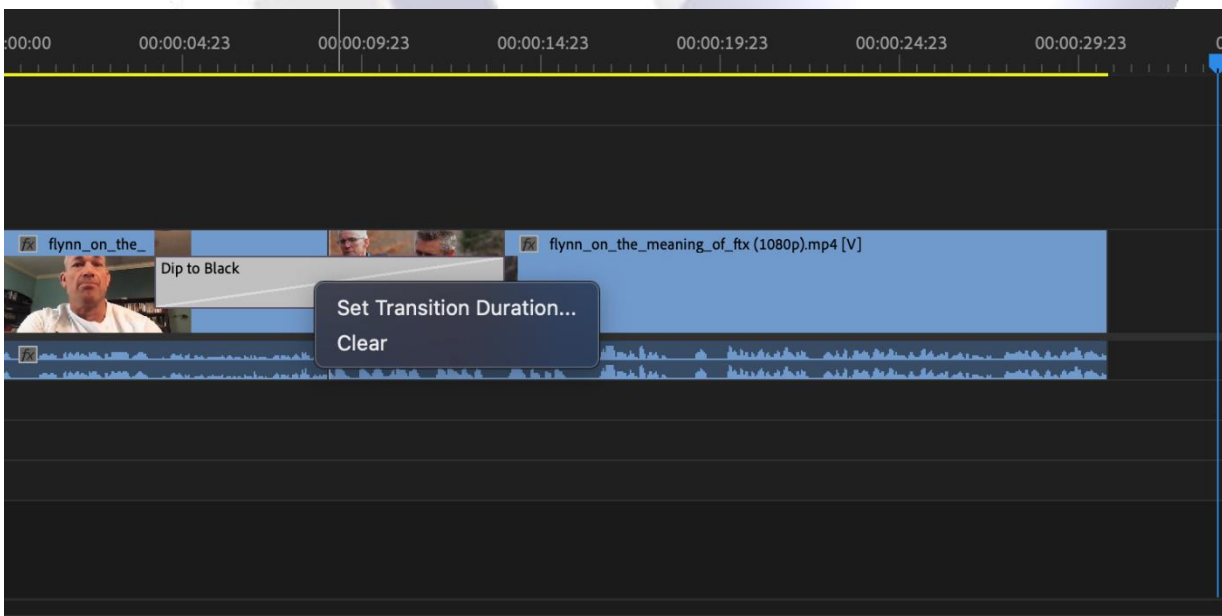 :00:00 00:00:04:23 00:00:09:23 00:00:14:23 00:00:19:23 00:00:24:23 00:00:29:23 0
fx flynn_on_the_ fx flynn_on_the_meaning_of_ftx (1080p).mp4 [V]
Dip to Black
Set Transition Duration...
Clear
fx